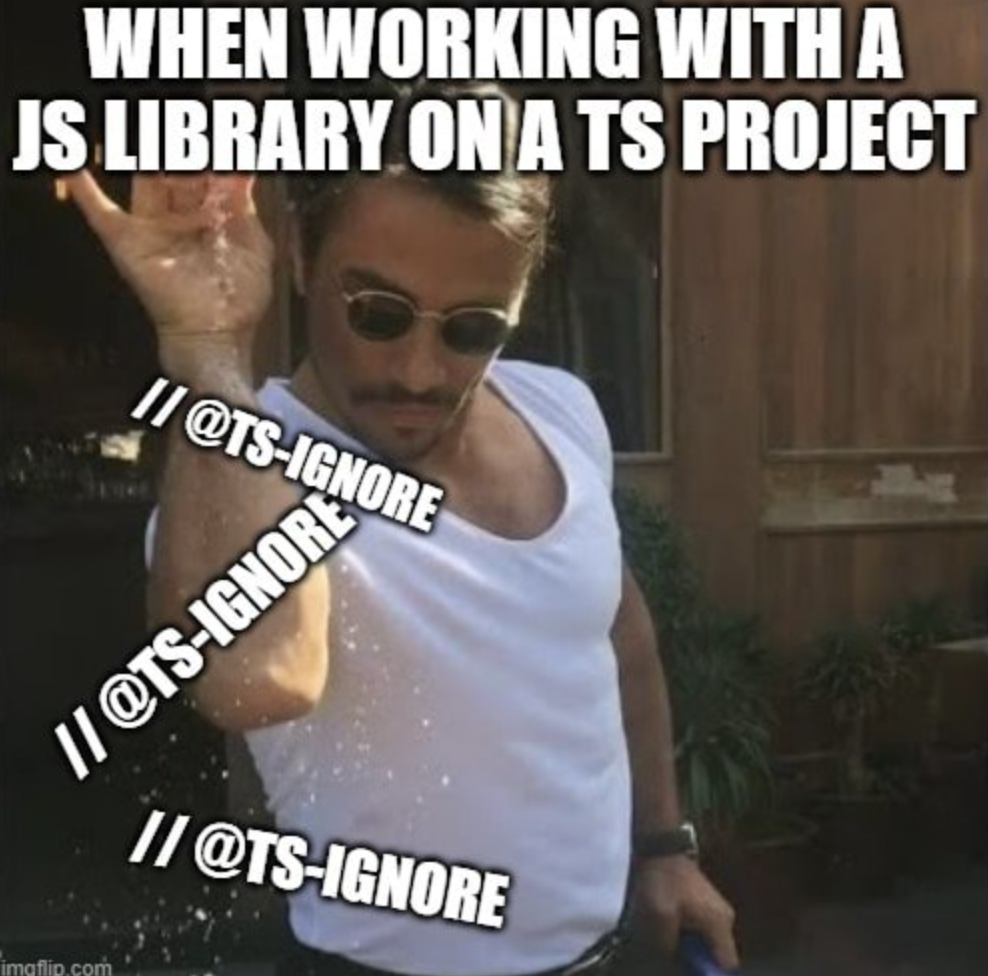 WHEN WORKING WITH A
JS LIBRARY ON A TS PROJECT
// @TS-IGNORE
// @TS-IGNORE
// @TS-IGNORE
imgflip.com